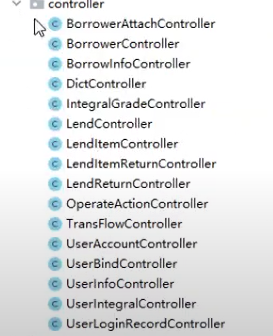 controller
BorrowerAttachController
BorrowerController
BorrowInfoController
DictController
IntegralGradeController
LendController
LendItemController
LendItemReturnController
LendReturnController
OperateActionController
TransFlowController
UserAccountController
UserBindController
UserInfoController
UserIntegralController
UserLoginRecordController